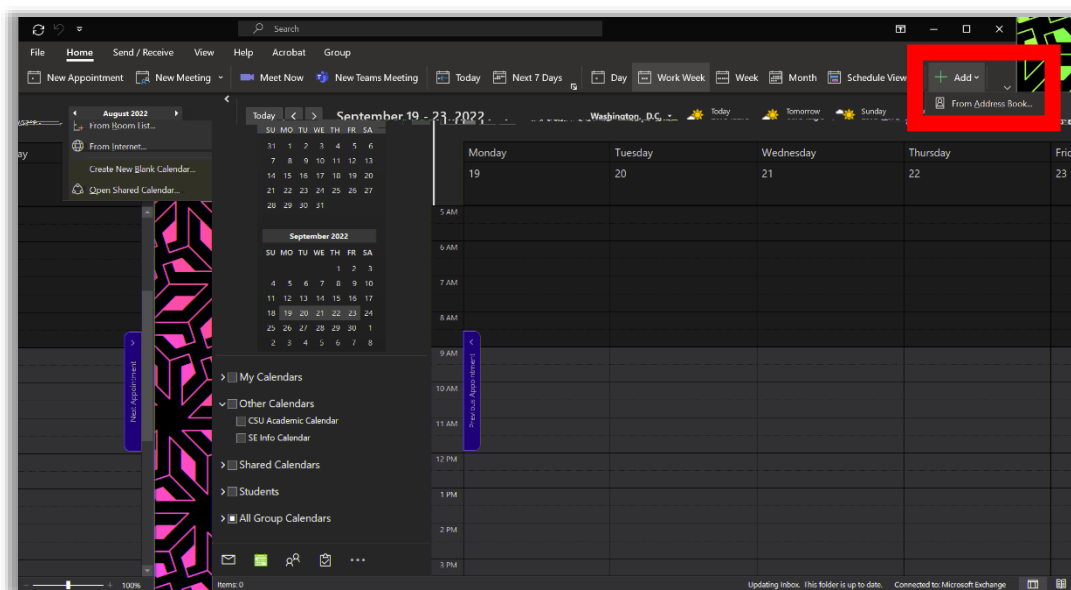 Search
File Home Send / Receive View Help Acrobat Group
New Appointment New Meeting Meet Now New Teams Meeting Today Next 7 Days Day Work Week Week Month Schedule View + Add
From Address Book...
August 2022
Today < > September 19 - 23, 2022 Washington, D.C. Today Tomorrow Sunday
From Room List...
From Internet...
Create New Blank Calendar...
Open Shared Calendar...
SU MO TU WE TH FR SA
31 1 2 3 4 5 6
7 8 9 10 11 12 13
14 15 16 17 18 19 20
21 22 23 24 25 26 27
28 29 30 31
September 2022
SU MO TU WE TH FR SA
1 2 3
4 5 6 7 8 9 10
11 12 13 14 15 16 17
18 19 20 21 22 23 24
25 26 27 28 29 30 1
2 3 4 5 6 7 8
ay Monday Tuesday Wednesday Thursday Fri
19 20 21 22 23
5 AM
6 AM
7 AM
8 AM
9 AM
10 AM
11 AM
12 PM
1 PM
2 PM
3 PM
Next Appointment
Previous Appointment
My Calendars
Other Calendars
CSU Academic Calendar
SE Info Calendar
Shared Calendars
Students
All Group Calendars
100% Items: 0 Updating Inbox. This folder is up to date. Connected to: Microsoft Exchange